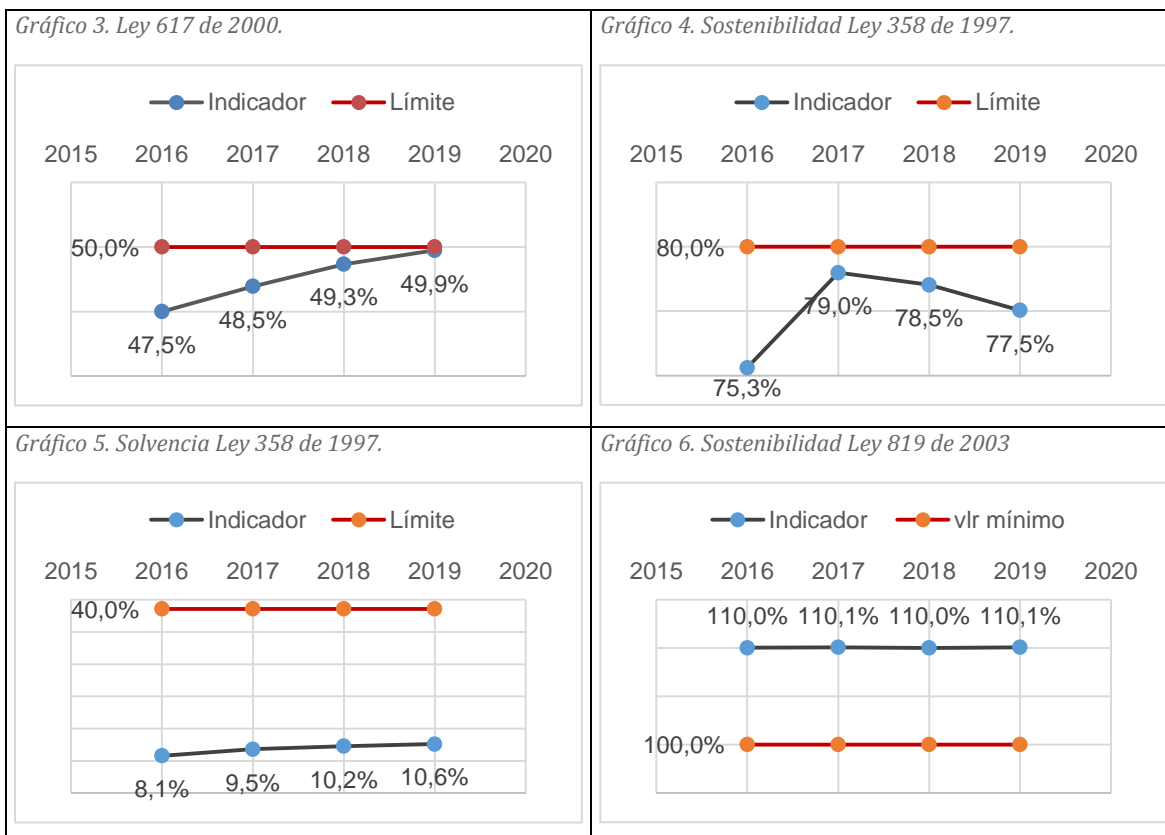 Gráfico 3. Ley 617 de 2000.
Indicador Límite
2015 2016 2017 2018 2019 2020
50,0%
49,9%
49,3%
48,5%
47,5%
Gráfico 4. Sostenibilidad Ley 358 de 1997.
Indicador Límite
2015 2016 2017 2018 2019 2020
80,0%
79,0%
78,5%
77,5%
75,3%
Gráfico 5. Solvencia Ley 358 de 1997.
Indicador Límite
2015 2016 2017 2018 2019 2020
40,0%
8,1% 9,5% 10,2% 10,6%
Gráfico 6. Sostenibilidad Ley 819 de 2003
Indicador vlr mínimo
2015 2016 2017 2018 2019 2020
110,0% 110,1% 110,0% 110,1%
100,0%